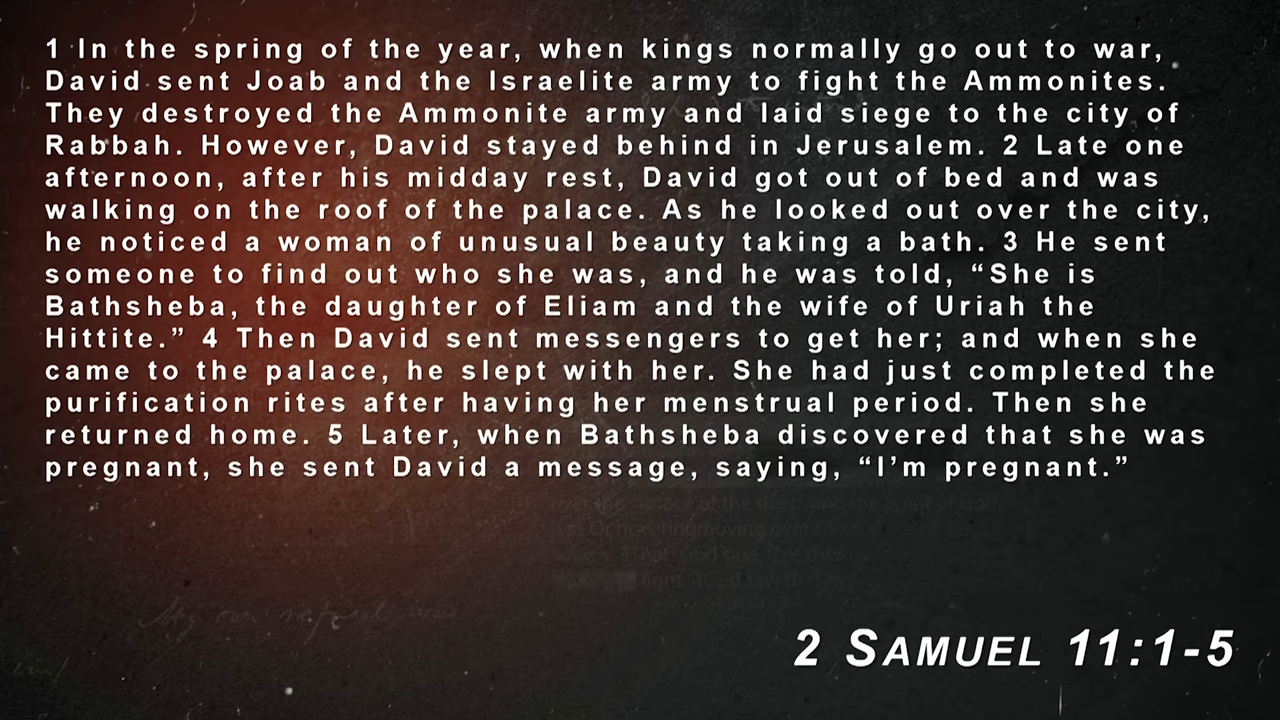 1 In the spring of the year, when kings normally go out to war,
David sent Joab and the Israelite army to fight the Ammonites.
They destroyed the Ammonite army and laid siege to the city of
Rabbah. However, David stayed behind in Jerusalem. 2 Late one
afternoon, after his midday rest, David got out of bed and was
walking on the roof of the palace. As he looked out over the city,
he noticed a woman of unusual beauty taking a bath. 3 He sent
someone to find out who she was, and he was told, “She is
Bathsheba, the daughter of Eliam and the wife of Uriah the
Hittite.” 4 Then David sent messengers to get her; and when she
came to the palace, he slept with her. She had just completed the
purification rites after having her menstrual period. Then she
returned home. 5 Later, when Bathsheba discovered that she was
pregnant, she sent David a message, saying, “I’m pregnant.”
2 SAMUEL 11:1-5